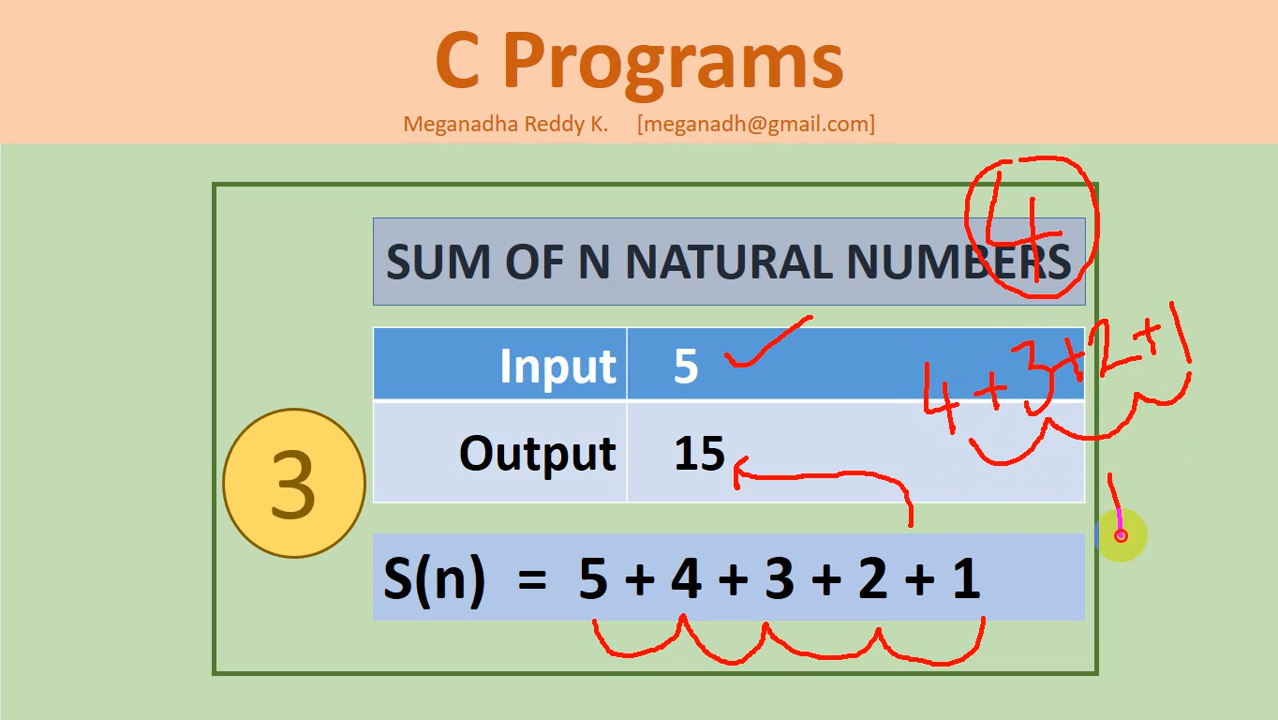 C Programs
Meganadha Reddy K. [meganadh@gmail.com]
4
SUM OF N NATURAL NUMBERS
Input 5
4+3+2+1
Output 15
3
S(n) = 5 + 4 + 3 + 2 + 1